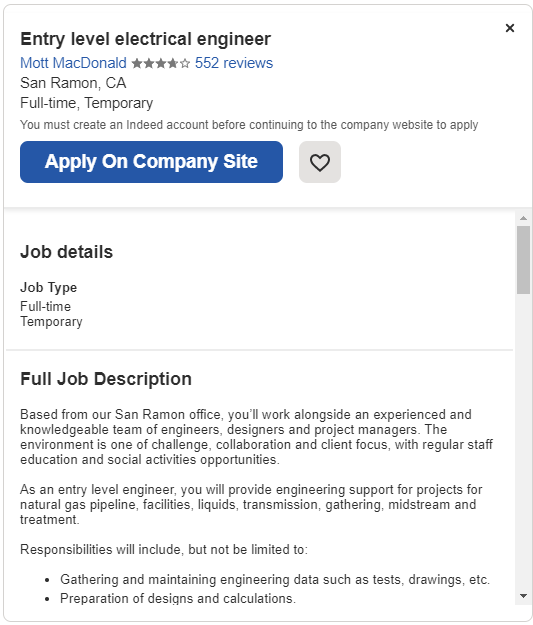 Entry level electrical engineer
Mott MacDonald ★★★★☆ 552 reviews
San Ramon, CA
Full-time, Temporary
You must create an Indeed account before continuing to the company website to apply
Apply On Company Site
Job details
Job Type
Full-time
Temporary
Full Job Description
Based from our San Ramon office, you’ll work alongside an experienced and
knowledgeable team of engineers, designers and project managers. The
environment is one of challenge, collaboration and client focus, with regular staff
education and social activities opportunities.
As an entry level engineer, you will provide engineering support for projects for
natural gas pipeline, facilities, liquids, transmission, gathering, midstream and
treatment.
Responsibilities will include, but not be limited to:
• Gathering and maintaining engineering data such as tests, drawings, etc.
• Preparation of designs and calculations.